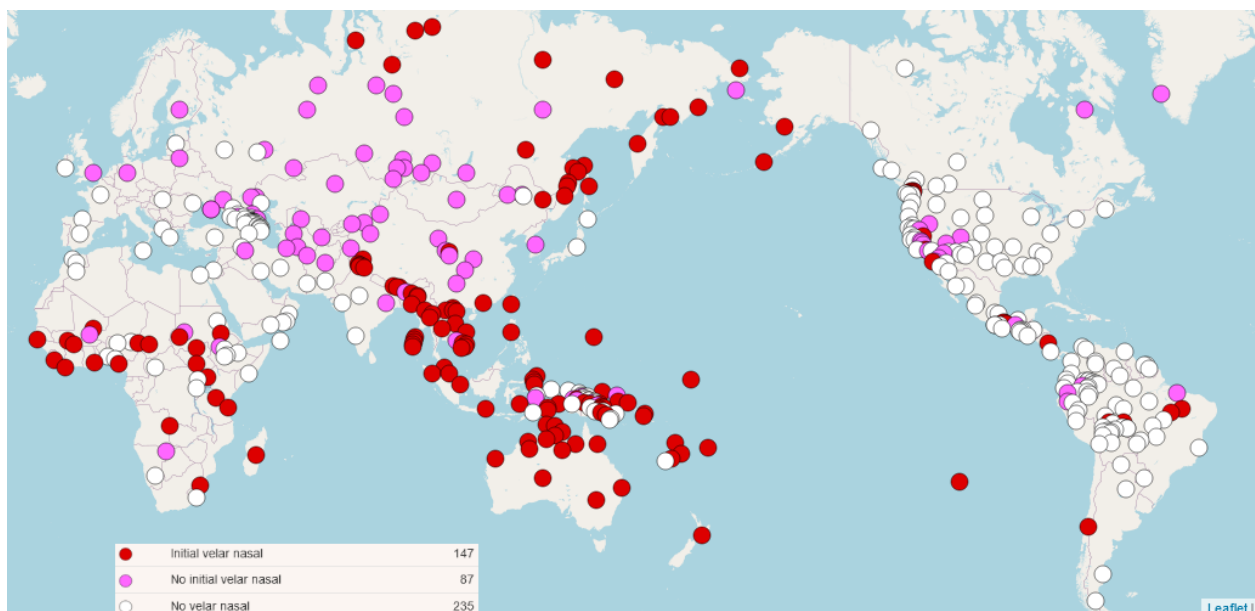 Initial velar nasal 147
No initial velar nasal 87
No velar nasal 235
Leaflet